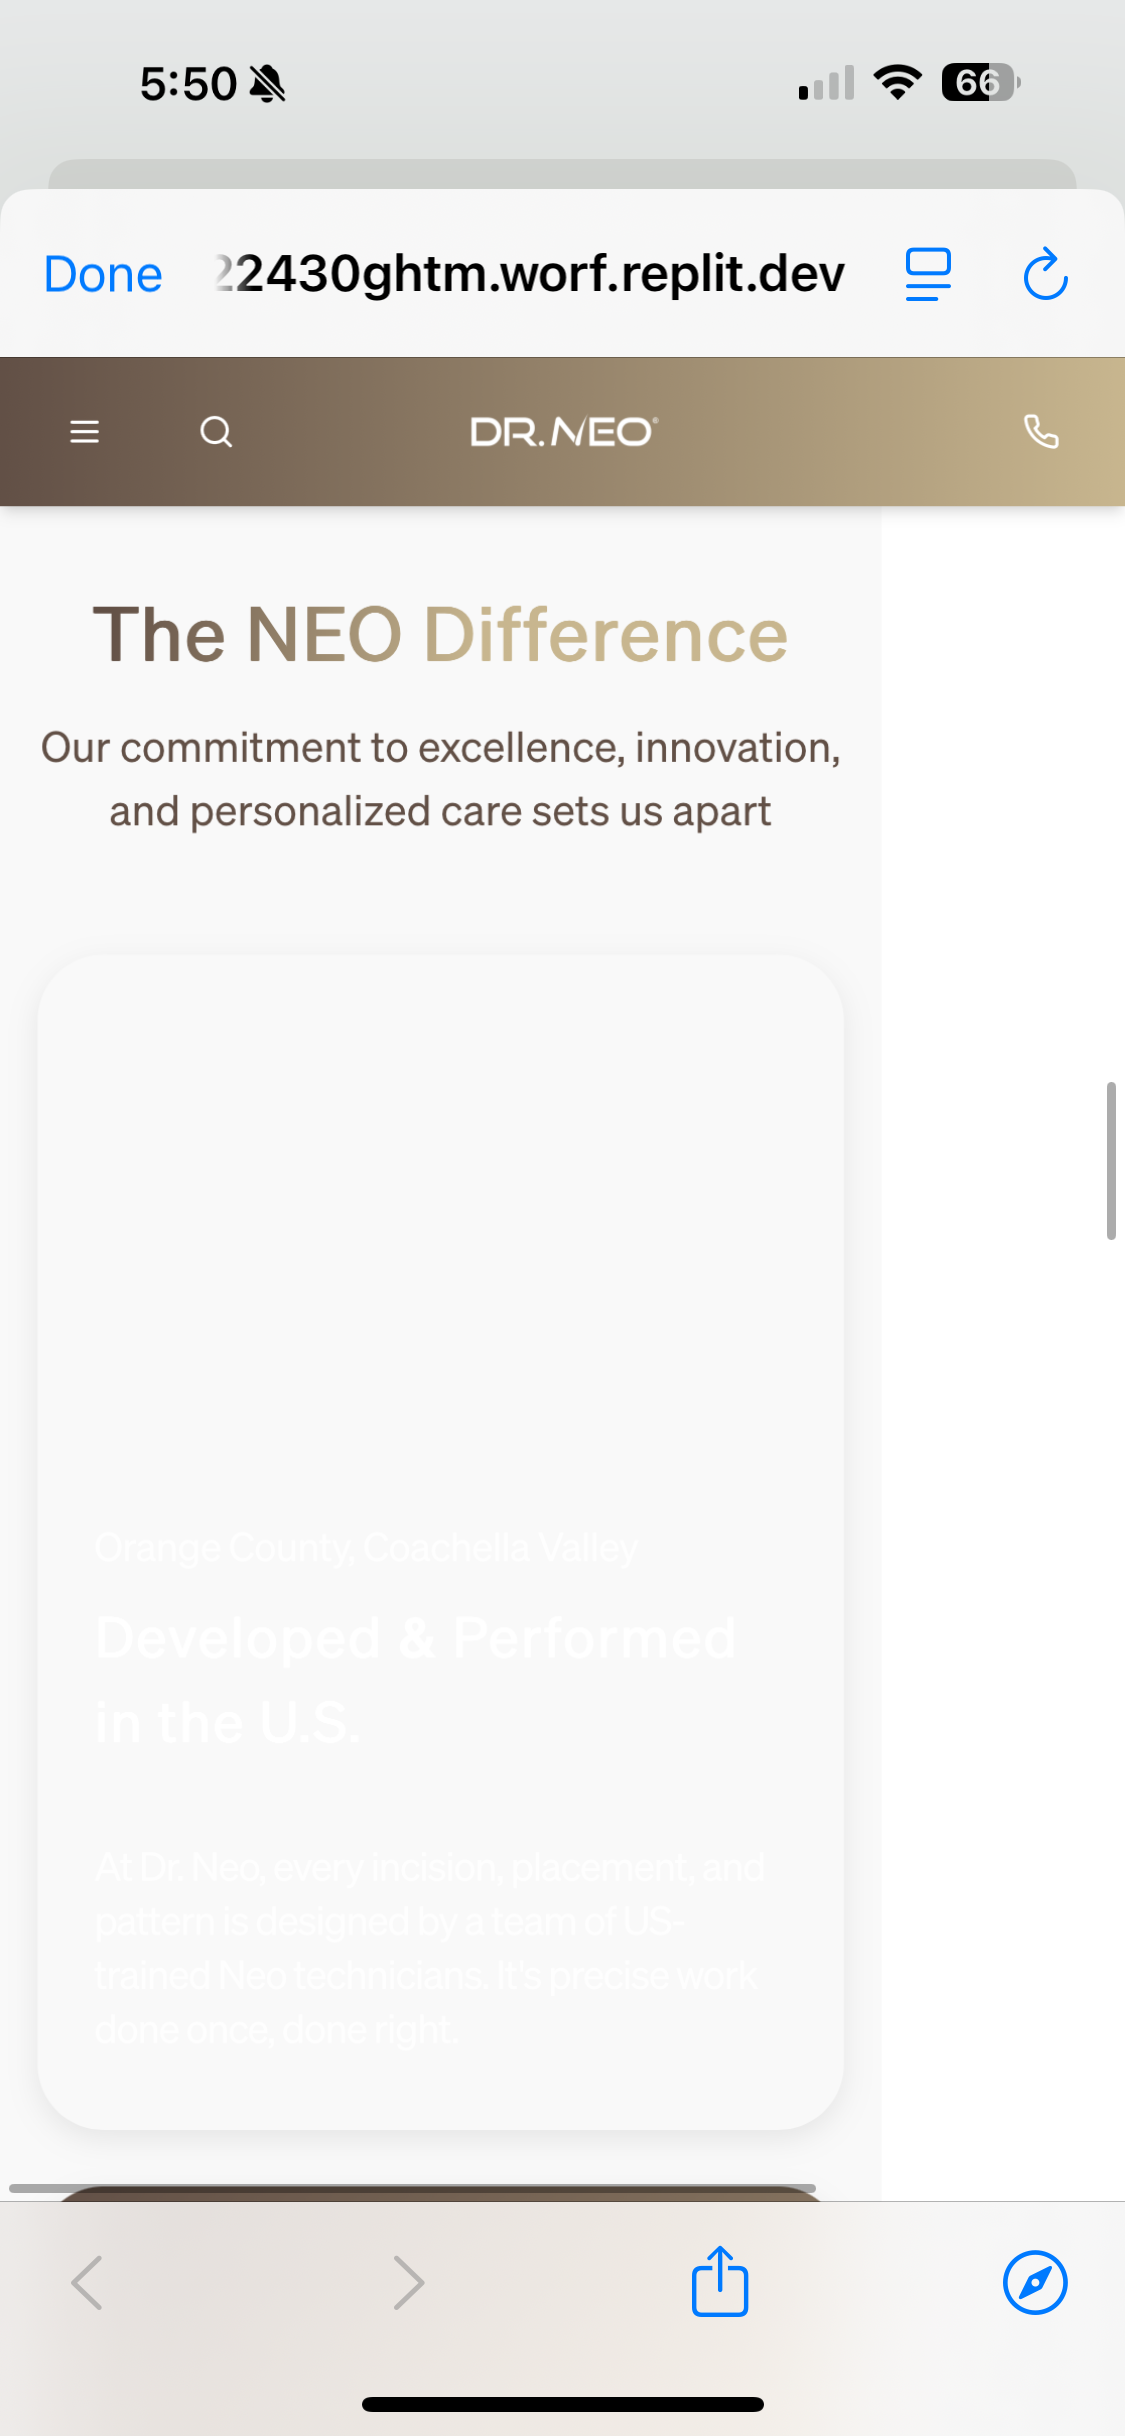 5:50
66
Done
22430ghtm.worf.replit.dev
DR. NEO®
The NEO Difference
Our commitment to excellence, innovation,
and personalized care sets us apart
Orange County, Coachella Valley
Developed & Performed
in the U.S.
At Dr. Neo, every incision, placement, and
pattern is designed by a team of US-
trained Neo technicians. It's precise work
done once, done right.